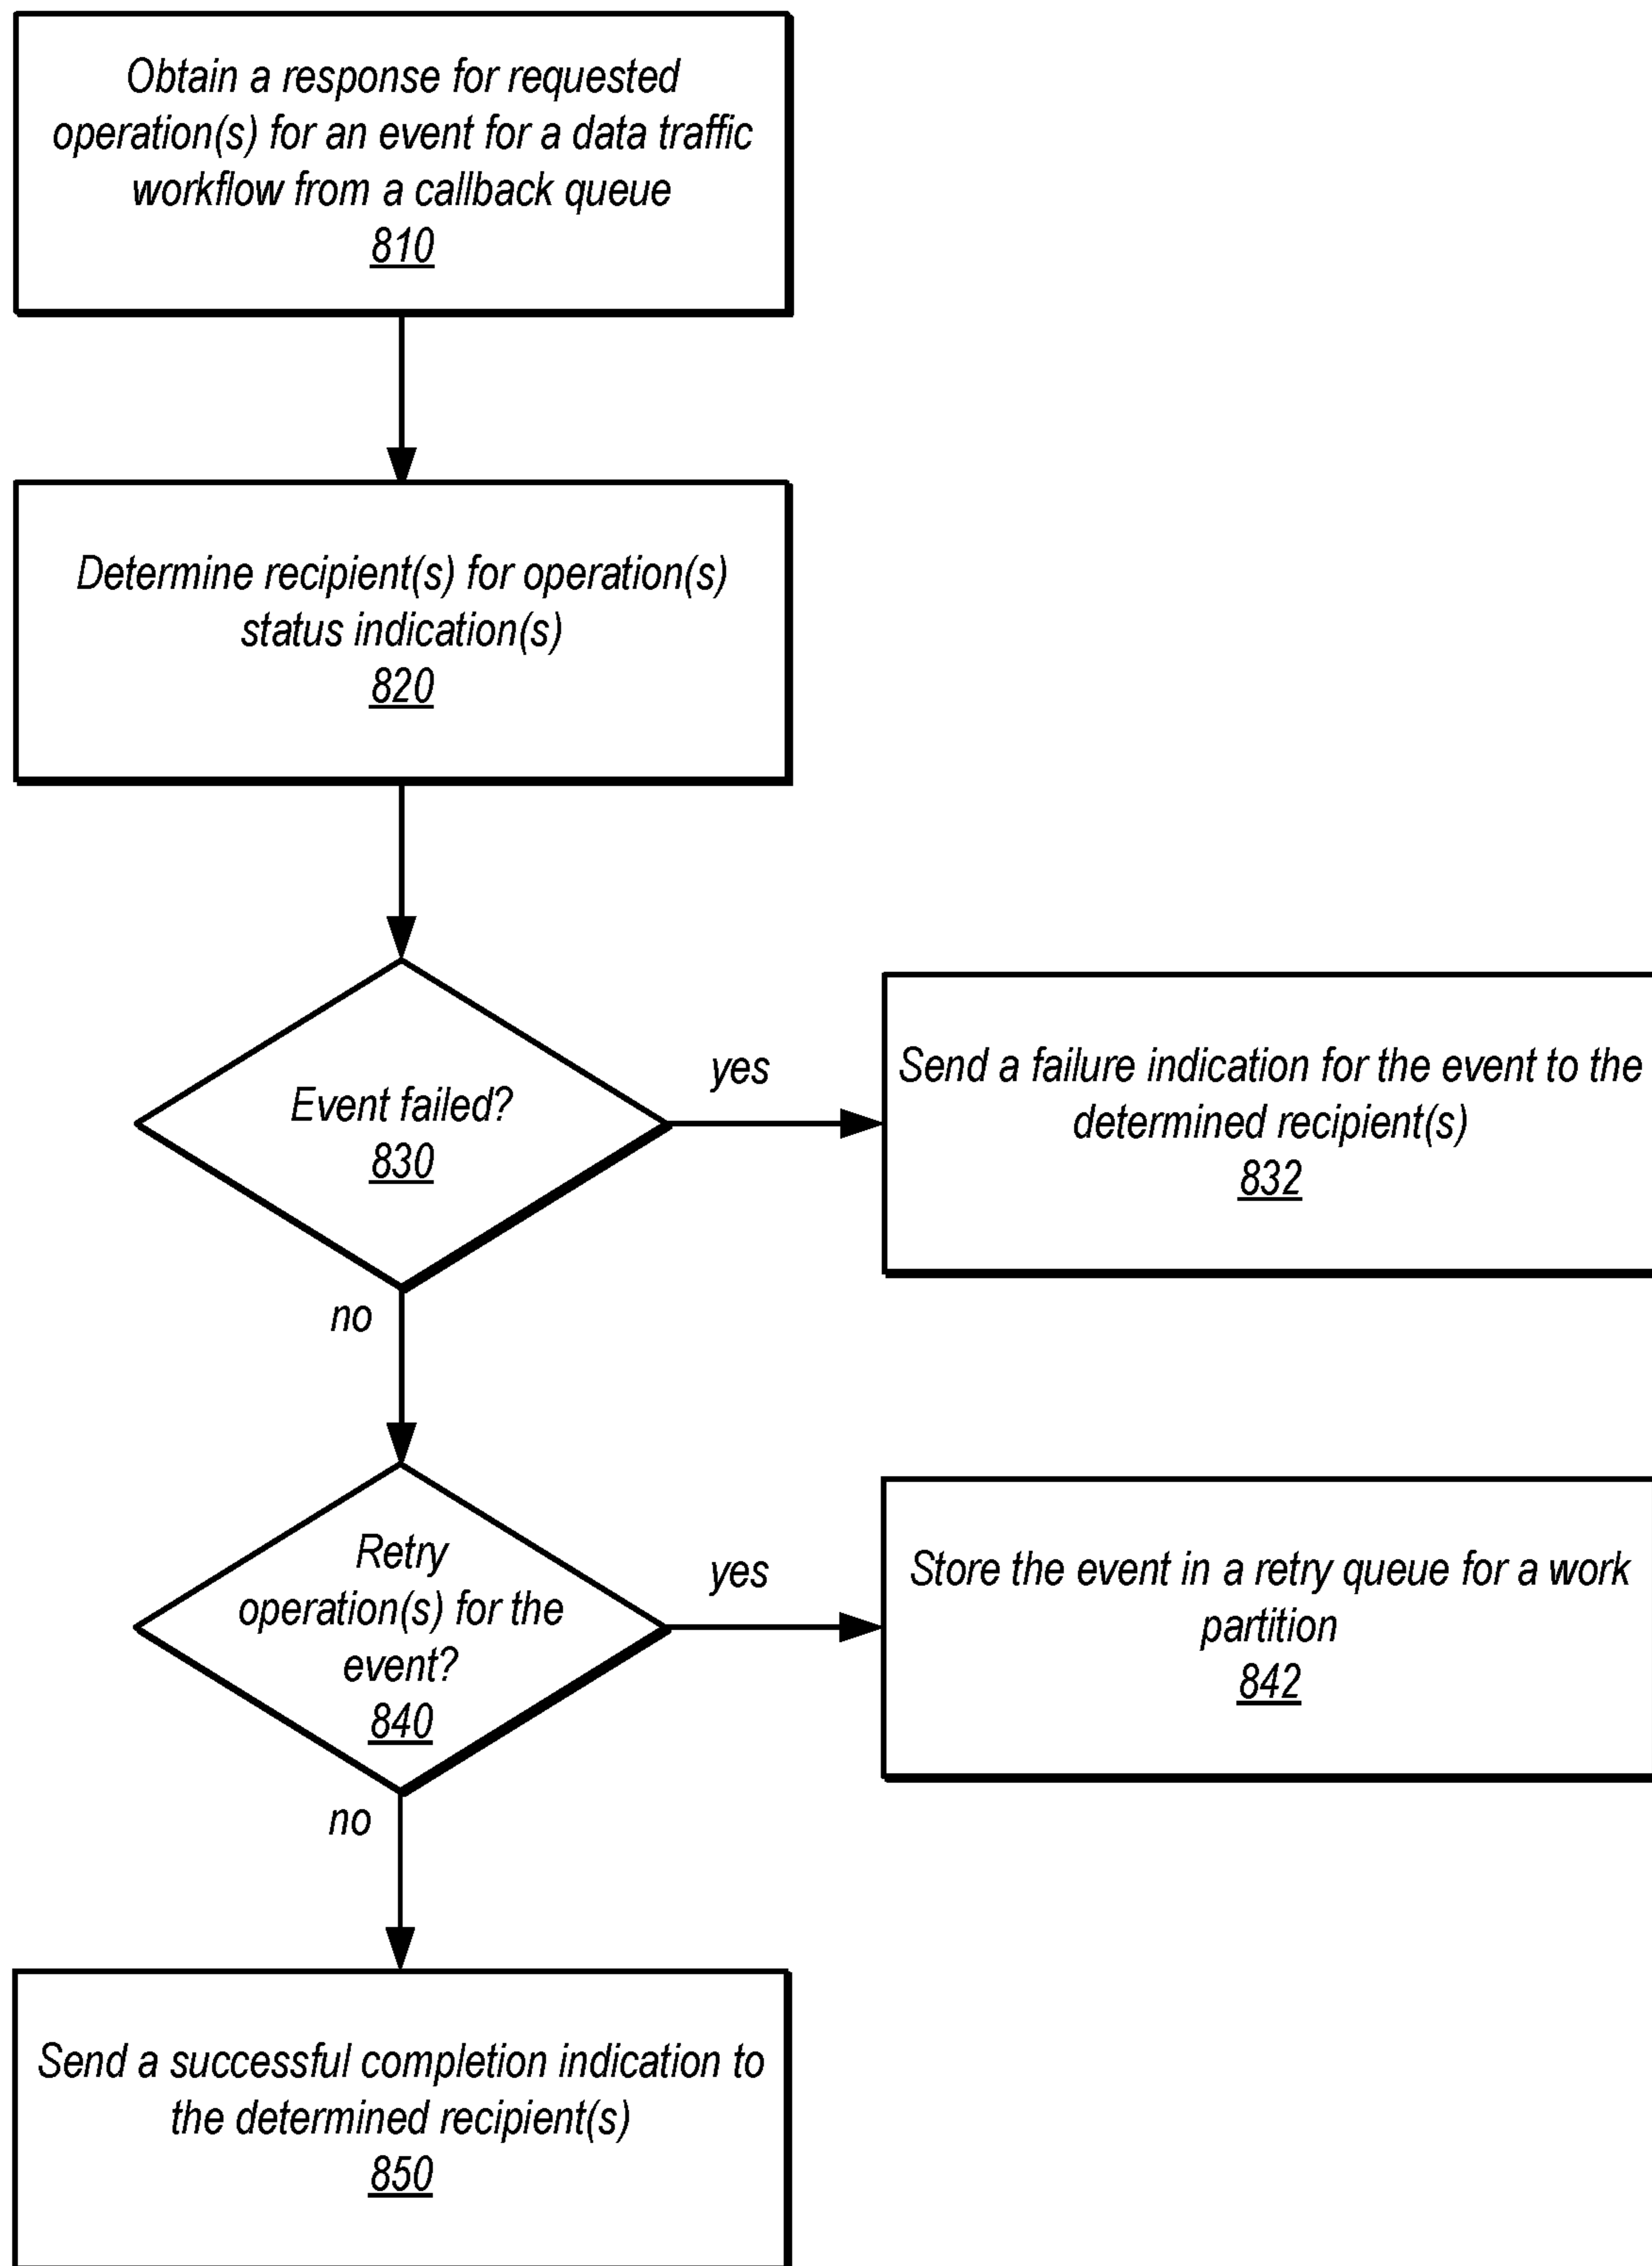 Obtain a response for requested
operation(s) for an event for a data traffic
workflow from a callback queue
810
Determine recipient(s) for operation(s)
status indication(s)
820
Event failed?
830
yes
Send a failure indication for the event to the
determined recipient(s)
832
no
Retry
operation(s) for the
event?
840
yes
Store the event in a retry queue for a work
partition
842
no
Send a successful completion indication to
the determined recipient(s)
850